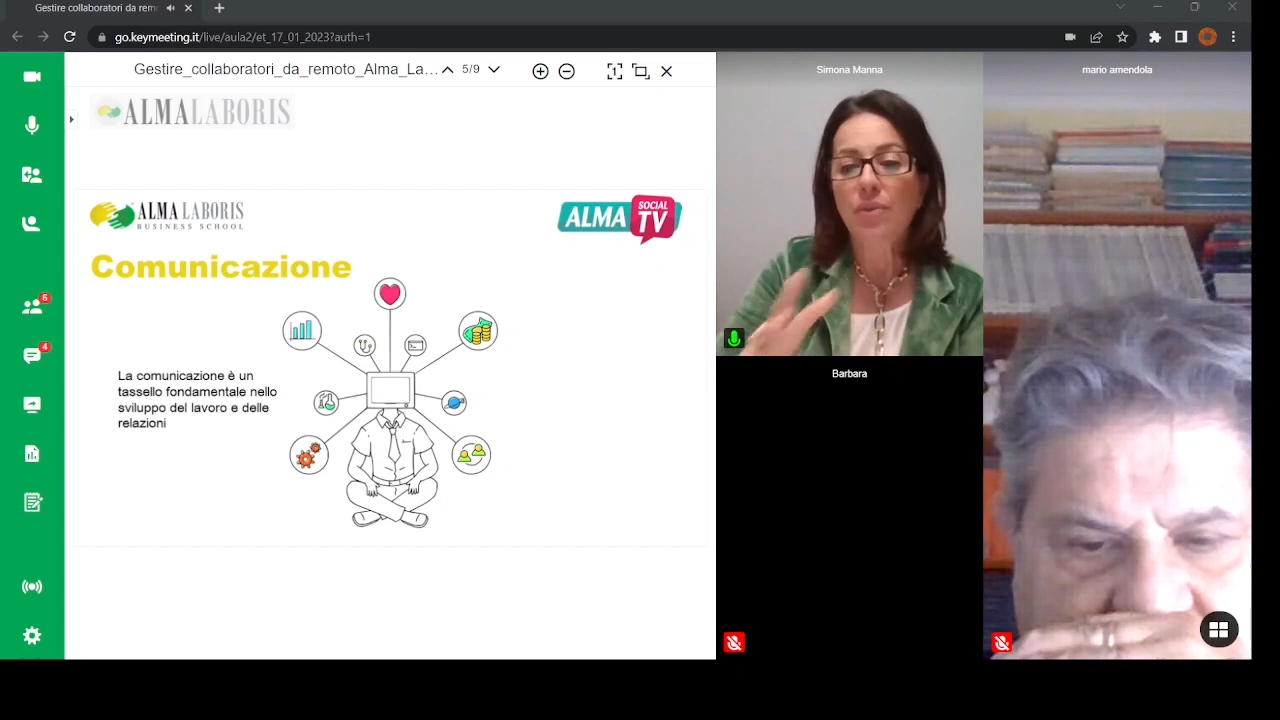 Gestire collaboratori da rem
go.keymeeting.it/live/aula2/et_17_01_2023?auth=1
Gestire_collaboratori_da_remoto_Alma_La... 5/9
ALMALABORIS
ALMA LABORIS
BUSINESS SCHOOL
ALMA SOCIAL TV
Comunicazione
La comunicazione è un
tassello fondamentale nello
sviluppo del lavoro e delle
relazioni
6
4
Simona Manna
mario amendola
Barbara